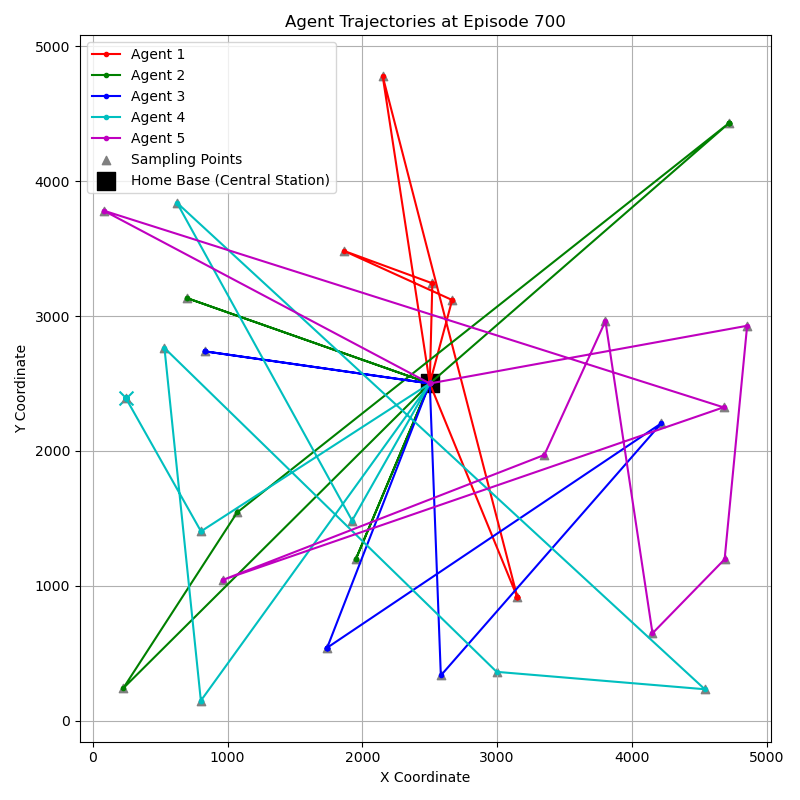 Agent Trajectories at Episode 700
Agent 1
Agent 2
Agent 3
Agent 4
Agent 5
Sampling Points
Home Base (Central Station)
5000
4000
3000
2000
1000
0
Y Coordinate
0 1000 2000 3000 4000 5000
X Coordinate